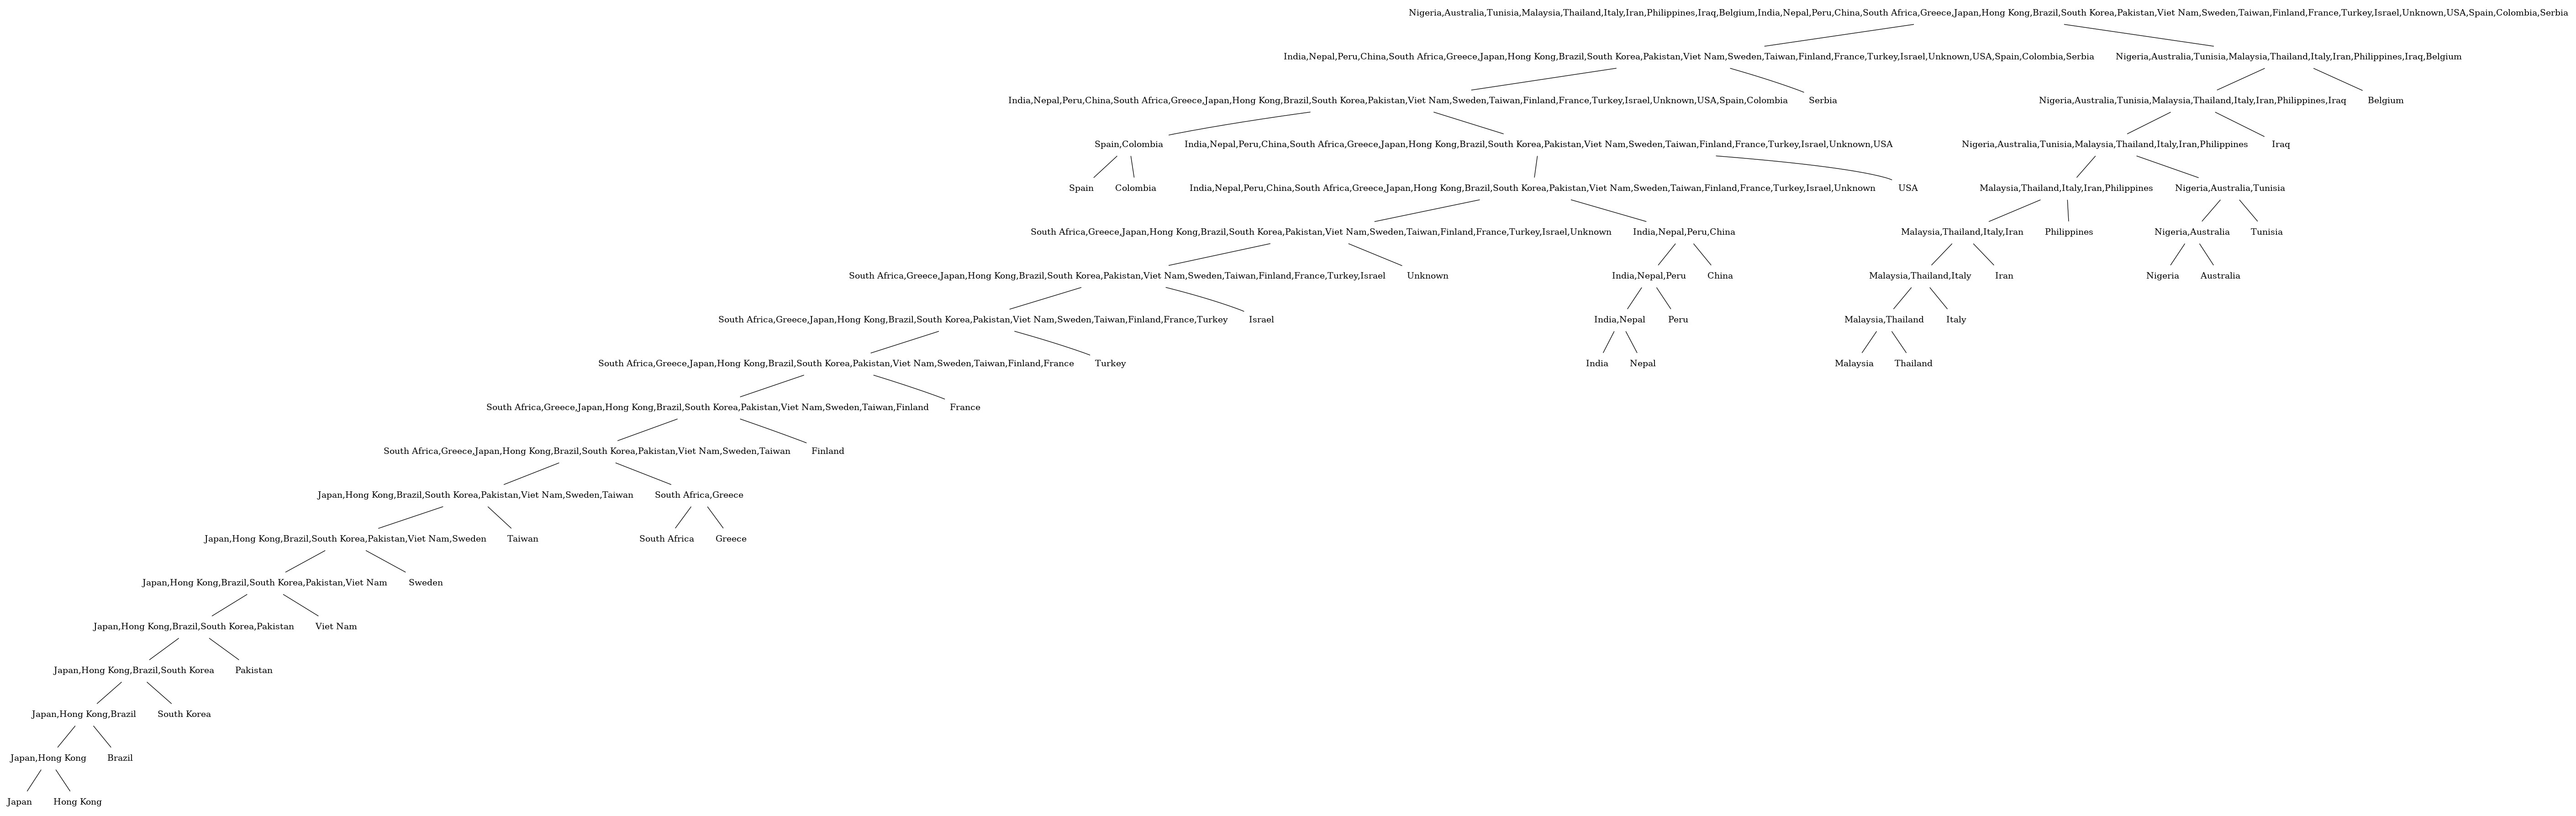 Nigeria,Australia,Tunisia,Malaysia,Thailand,Italy,Iran,Philippines,Iraq,Belgium,India,Nepal,Peru,China,South Africa,Greece,Japan,Hong Kong,Brazil,South Korea,Pakistan,Viet Nam,Sweden,Taiwan,Finland,France,Turkey,Israel,Unknown,USA,Spain,Colombia,Serbia
India,Nepal,Peru,China,South Africa,Greece,Japan,Hong Kong,Brazil,South Korea,Pakistan,Viet Nam,Sweden,Taiwan,Finland,France,Turkey,Israel,Unknown,USA,Spain,Colombia,Serbia Nigeria,Australia,Tunisia,Malaysia,Thailand,Italy,Iran,Philippines,Iraq,Belgium
India,Nepal,Peru,China,South Africa,Greece,Japan,Hong Kong,Brazil,South Korea,Pakistan,Viet Nam,Sweden,Taiwan,Finland,France,Turkey,Israel,Unknown,USA,Spain,Colombia Serbia Nigeria,Australia,Tunisia,Malaysia,Thailand,Italy,Iran,Philippines,Iraq Belgium
Spain,Colombia India,Nepal,Peru,China,South Africa,Greece,Japan,Hong Kong,Brazil,South Korea,Pakistan,Viet Nam,Sweden,Taiwan,Finland,France,Turkey,Israel,Unknown,USA Nigeria,Australia,Tunisia,Malaysia,Thailand,Italy,Iran,Philippines Iraq
Spain Colombia India,Nepal,Peru,China,South Africa,Greece,Japan,Hong Kong,Brazil,South Korea,Pakistan,Viet Nam,Sweden,Taiwan,Finland,France,Turkey,Israel,Unknown USA Malaysia,Thailand,Italy,Iran,Philippines Nigeria,Australia,Tunisia
South Africa,Greece,Japan,Hong Kong,Brazil,South Korea,Pakistan,Viet Nam,Sweden,Taiwan,Finland,France,Turkey,Israel,Unknown India,Nepal,Peru,China Malaysia,Thailand,Italy,Iran Philippines Nigeria,Australia Tunisia
South Africa,Greece,Japan,Hong Kong,Brazil,South Korea,Pakistan,Viet Nam,Sweden,Taiwan,Finland,France,Turkey,Israel Unknown India,Nepal,Peru China Malaysia,Thailand,Italy Iran Nigeria Australia
South Africa,Greece,Japan,Hong Kong,Brazil,South Korea,Pakistan,Viet Nam,Sweden,Taiwan,Finland,France,Turkey Israel India,Nepal Peru Malaysia,Thailand Italy
South Africa,Greece,Japan,Hong Kong,Brazil,South Korea,Pakistan,Viet Nam,Sweden,Taiwan,Finland,France Turkey India Nepal Malaysia Thailand
South Africa,Greece,Japan,Hong Kong,Brazil,South Korea,Pakistan,Viet Nam,Sweden,Taiwan,Finland France
South Africa,Greece,Japan,Hong Kong,Brazil,South Korea,Pakistan,Viet Nam,Sweden,Taiwan Finland
Japan,Hong Kong,Brazil,South Korea,Pakistan,Viet Nam,Sweden,Taiwan South Africa,Greece
Japan,Hong Kong,Brazil,South Korea,Pakistan,Viet Nam,Sweden Taiwan South Africa Greece
Japan,Hong Kong,Brazil,South Korea,Pakistan,Viet Nam Sweden
Japan,Hong Kong,Brazil,South Korea,Pakistan Viet Nam
Japan,Hong Kong,Brazil,South Korea Pakistan
Japan,Hong Kong,Brazil South Korea
Japan,Hong Kong Brazil
Japan Hong Kong